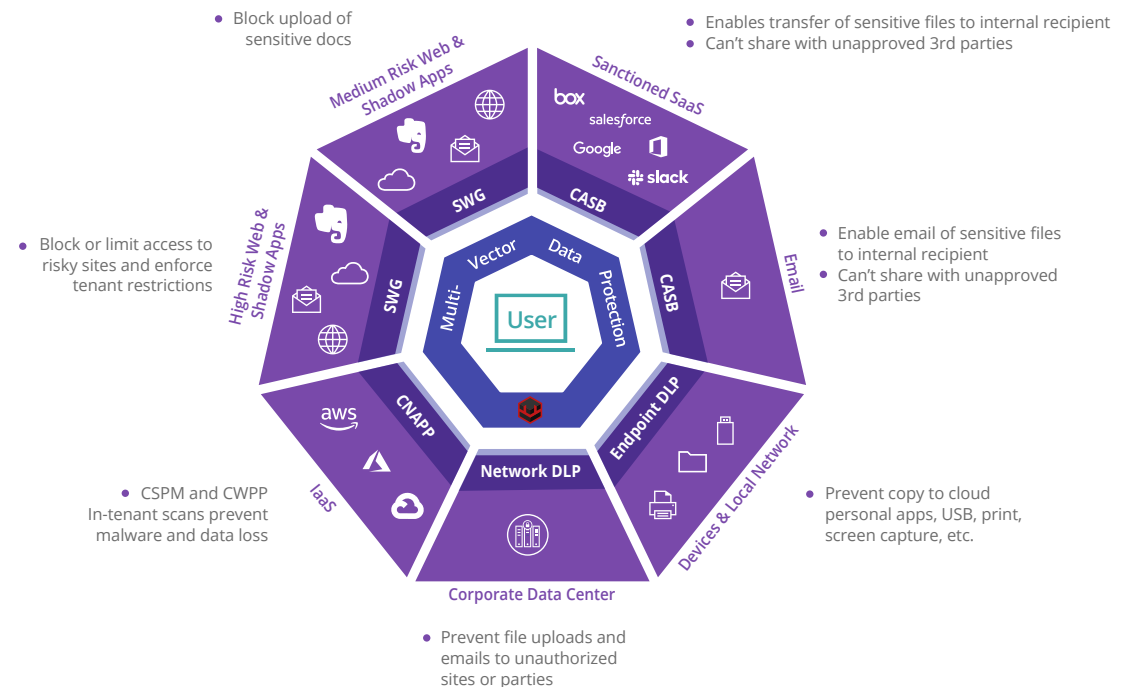 Block upload of
sensitive docs
Enables transfer of sensitive files to internal recipient
Can't share with unapproved 3rd parties
Medium Risk Web &
Shadow Apps
Sanctioned SaaS
box
salesforce
Google
slack
SWG
CASB
High Risk Web &
Shadow Apps
Block or limit access to
risky sites and enforce
tenant restrictions
SWG
Multi-
Vector
Data
Protection
User
CASB
Email
Enable email of sensitive files
to internal recipient
Can't share with unapproved
3rd parties
aws
CNAPP
IaaS
CSPM and CWPP
In-tenant scans prevent
malware and data loss
Network DLP
Corporate Data Center
Prevent file uploads and
emails to unauthorized
sites or parties
Endpoint DLP
Devices & Local Network
Prevent copy to cloud
personal apps, USB, print,
screen capture, etc.